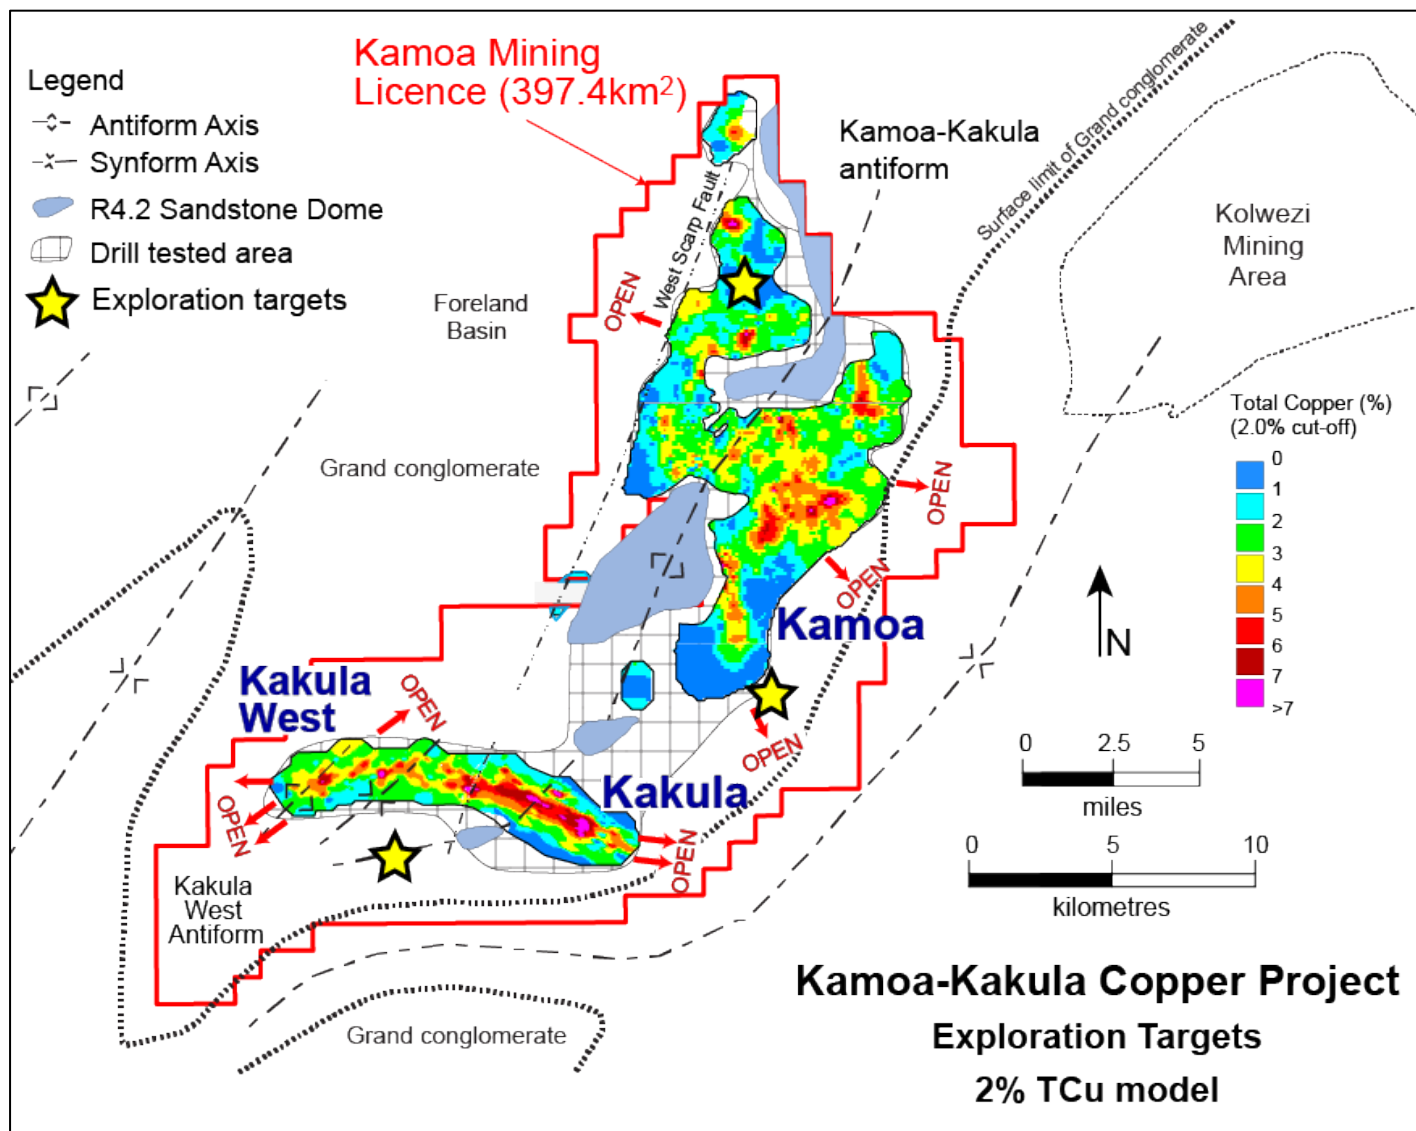 Kamoa Mining
Licence (397.4km²)
Legend
Antiform Axis
Synform Axis
R4.2 Sandstone Dome
Drill tested area
Exploration targets
Kamoa-Kakula
antiform
Surface limit of Grand conglomerate
Kolwezi
Mining
Area
West Scarp Fault
OPEN
Foreland
Basin
Grand conglomerate
OPEN
OPEN
Total Copper (%)
(2.0% cut-off)
0
1
2
3
4
5
6
7
>7
N
Kamoa
Kakula
West
OPEN
OPEN
Kakula
OPEN
OPEN
0 2.5 5
miles
0 5 10
kilometres
Kakula
West
Antiform
Grand conglomerate
Kamoa-Kakula Copper Project
Exploration Targets
2% TCu model